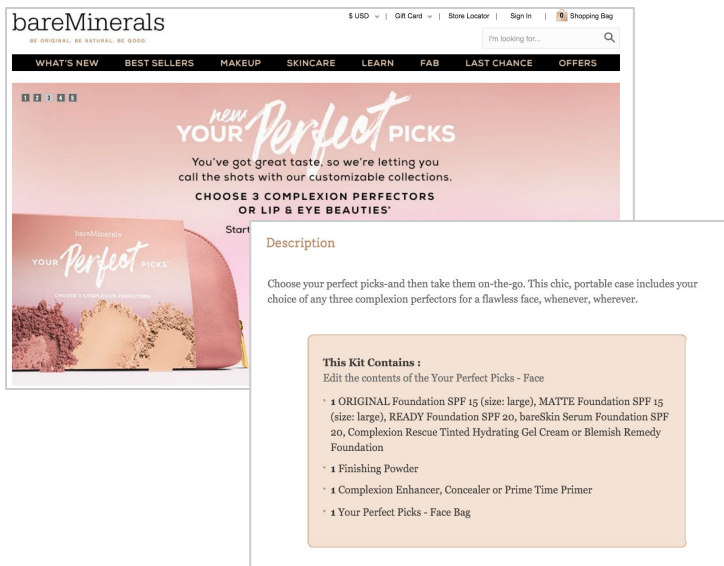 bareMinerals
BE ORIGINAL. BE NATURAL. BE GOOD.
$ USD | Gift Card | Store Locator | Sign In | 0 Shopping Bag
I'm looking for...
WHAT'S NEW BEST SELLERS MAKEUP SKINCARE LEARN FAB LAST CHANCE OFFERS
1 2 3 4 5
new
YOUR Perfect PICKS
You've got great taste, so we're letting you
call the shots with our customizable collections.
CHOOSE 3 COMPLEXION PERFECTORS
OR LIP & EYE BEAUTIES*
Start
bareMinerals
YOUR Perfect PICKS
CHOOSE 3 COMPLEXION PERFECTORS
Description
Choose your perfect picks-and then take them on-the-go. This chic, portable case includes your
choice of any three complexion perfectors for a flawless face, whenever, wherever.
This Kit Contains :
Edit the contents of the Your Perfect Picks - Face
• 1 ORIGINAL Foundation SPF 15 (size: large), MATTE Foundation SPF 15
(size: large), READY Foundation SPF 20, bareSkin Serum Foundation SPF
20, Complexion Rescue Tinted Hydrating Gel Cream or Blemish Remedy
Foundation
• 1 Finishing Powder
• 1 Complexion Enhancer, Concealer or Prime Time Primer
• 1 Your Perfect Picks - Face Bag